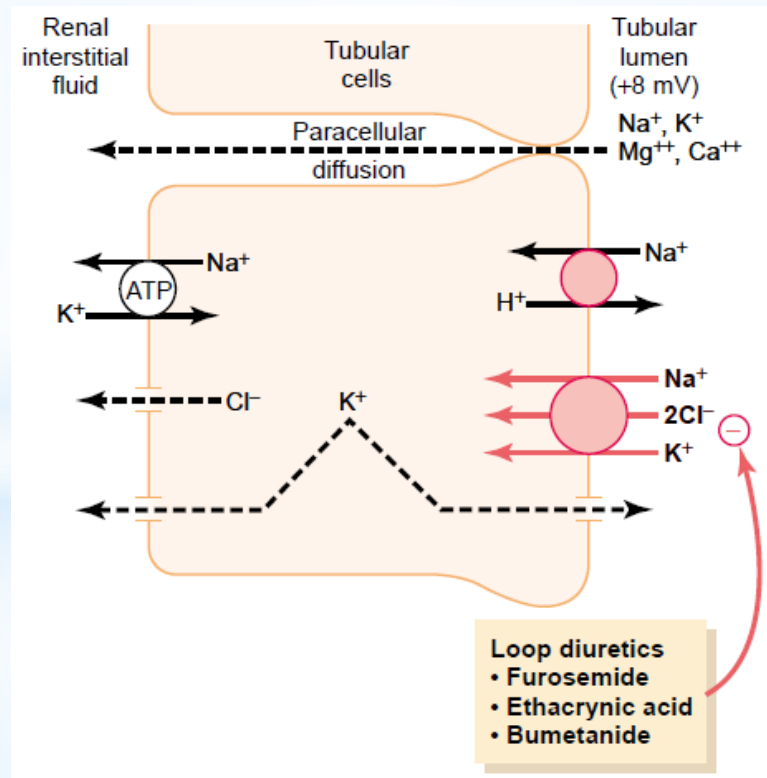 Renal
interstitial
fluid
Tubular
cells
Tubular
lumen
(+8 mV)
Paracellular
diffusion
Na⁺, K⁺
Mg⁺⁺, Ca⁺⁺
Na⁺
ATP
K⁺
Na⁺
H⁺
Cl⁻
K⁺
Na⁺
2Cl⁻
K⁺
−
Loop diuretics
• Furosemide
• Ethacrynic acid
• Bumetanide